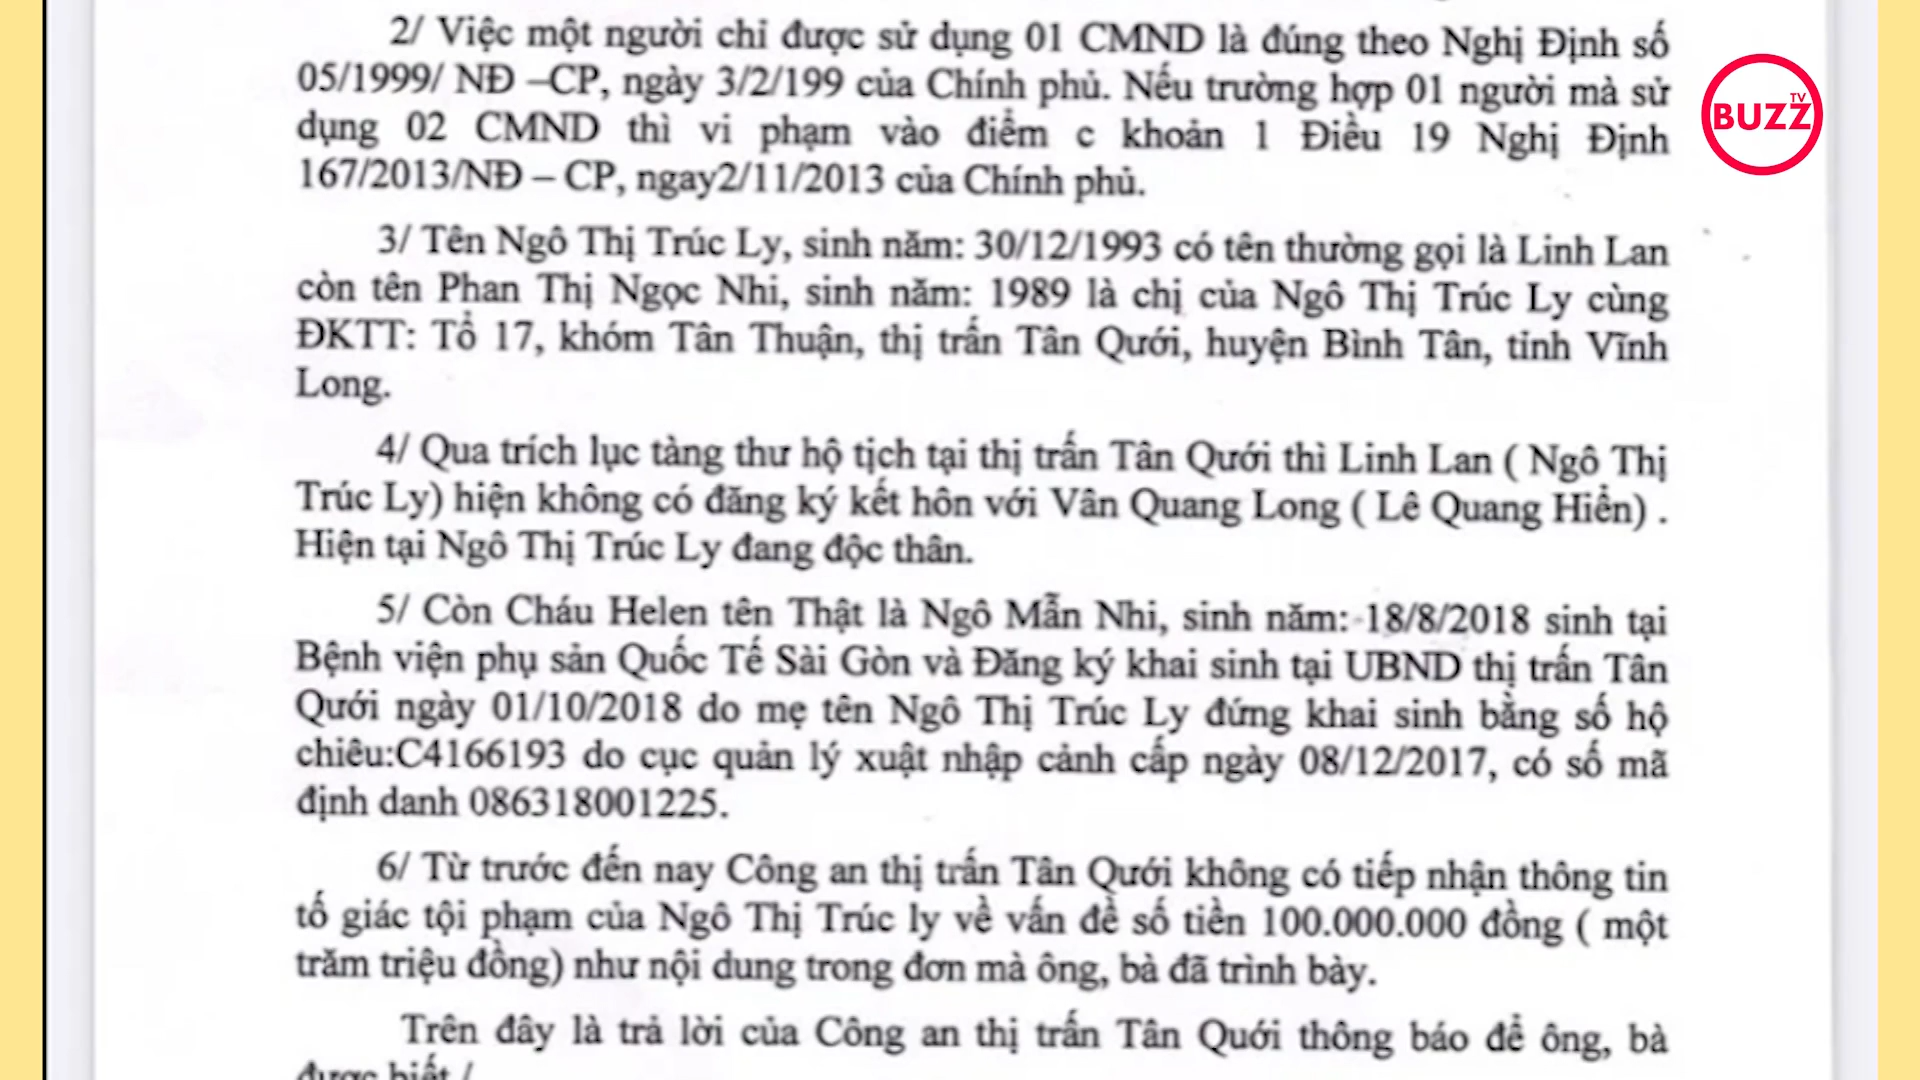 2/ Việc một người chỉ được sử dụng 01 CMND là đúng theo Nghị Định số
05/1999/ NĐ –CP, ngày 3/2/199 của Chính phủ. Nếu trường hợp 01 người mà sử
dụng 02 CMND thì vi phạm vào điểm c khoản 1 Điều 19 Nghị Định
167/2013/NĐ – CP, ngay2/11/2013 của Chính phủ.
BUZZ TV
3/ Tên Ngô Thị Trúc Ly, sinh năm: 30/12/1993 có tên thường gọi là Linh Lan
còn tên Phan Thị Ngọc Nhi, sinh năm: 1989 là chị của Ngô Thị Trúc Ly cùng
ĐKTT: Tổ 17, khóm Tân Thuận, thị trấn Tân Quới, huyện Bình Tân, tỉnh Vĩnh
Long.
4/ Qua trích lục tàng thư hộ tịch tại thị trấn Tân Quới thì Linh Lan ( Ngô Thị
Trúc Ly) hiện không có đăng ký kết hôn với Vân Quang Long ( Lê Quang Hiển) .
Hiện tại Ngô Thị Trúc Ly đang độc thân.
5/ Còn Cháu Helen tên Thật là Ngô Mẫn Nhi, sinh năm: 18/8/2018 sinh tại
Bệnh viện phụ sản Quốc Tế Sài Gòn và Đăng ký khai sinh tại UBND thị trấn Tân
Quới ngày 01/10/2018 do mẹ tên Ngô Thị Trúc Ly đứng khai sinh bằng số hộ
chiêu:C4166193 do cục quản lý xuật nhập cảnh cấp ngày 08/12/2017, có số mã
định danh 086318001225.
6/ Từ trước đến nay Công an thị trấn Tân Quới không có tiếp nhận thông tin
tố giác tội phạm của Ngô Thị Trúc ly về vấn đề số tiền 100.000.000 đồng ( một
trăm triệu đồng) như nội dung trong đơn mà ông, bà đã trình bày.
Trên đây là trả lời của Công an thị trấn Tân Quới thông báo để ông, bà
được biết./